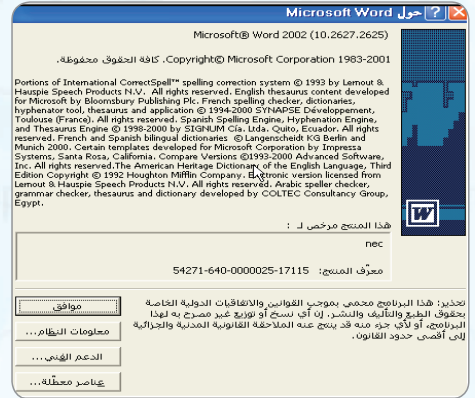 حول Microsoft Word
Microsoft® Word 2002 (10.2627.2625)
Copyright© Microsoft Corporation 1983-2001. كافة الحقوق محفوظة.
Portions of International CorrectSpell™ spelling correction system © 1993 by Lernout &
Hauspie Speech Products N.V. All rights reserved. English thesaurus content developed
for Microsoft by Bloomsbury Publishing Plc. French spelling checker, dictionaries,
hyphenator tool, thesaurus and application © 1994-2000 SYNAPSE Développement,
Toulouse (France). All rights reserved. Spanish Spelling Engine, Hyphenation Engine,
and Thesaurus Engine © 1998-2000 by SIGNUM Cía. Ltda. Quito, Ecuador. All rights
reserved. French and Spanish bilingual dictionaries © Langenscheidt KG Berlin and
Munich 2000. Certain templates developed for Microsoft Corporation by Impressa
Systems, Santa Rosa, California. Compare Versions ©1993-2000 Advanced Software,
Inc. All rights reserved.The American Heritage Dictionary of the English Language, Third
Edition Copyright © 1992 Houghton Mifflin Company. Electronic version licensed from
Lernout & Hauspie Speech Products N.V. All rights reserved. Arabic speller checker,
grammar checker, thesaurus and dictionary developed by COLTEC Consultancy Group,
Egypt.
W
هذا المنتج مرخص لـ :
nec
معرّف المنتج: 54271-640-0000025-17115
تحذير: هذا البرنامج محمي بموجب القوانين والاتفاقيات الدولية الخاصة
بحقوق الطبع والتأليف والنشر. إن أي نسخ أو توزيع غير مصرح به لهذا
البرنامج، أو لأي جزء منه قد ينتج عنه الملاحقة القانونية المدنية والجزائية
إلى أقصى حدود القانون.
موافق
معلومات النظام...
الدعم الفني...
عناصر معطّلة...